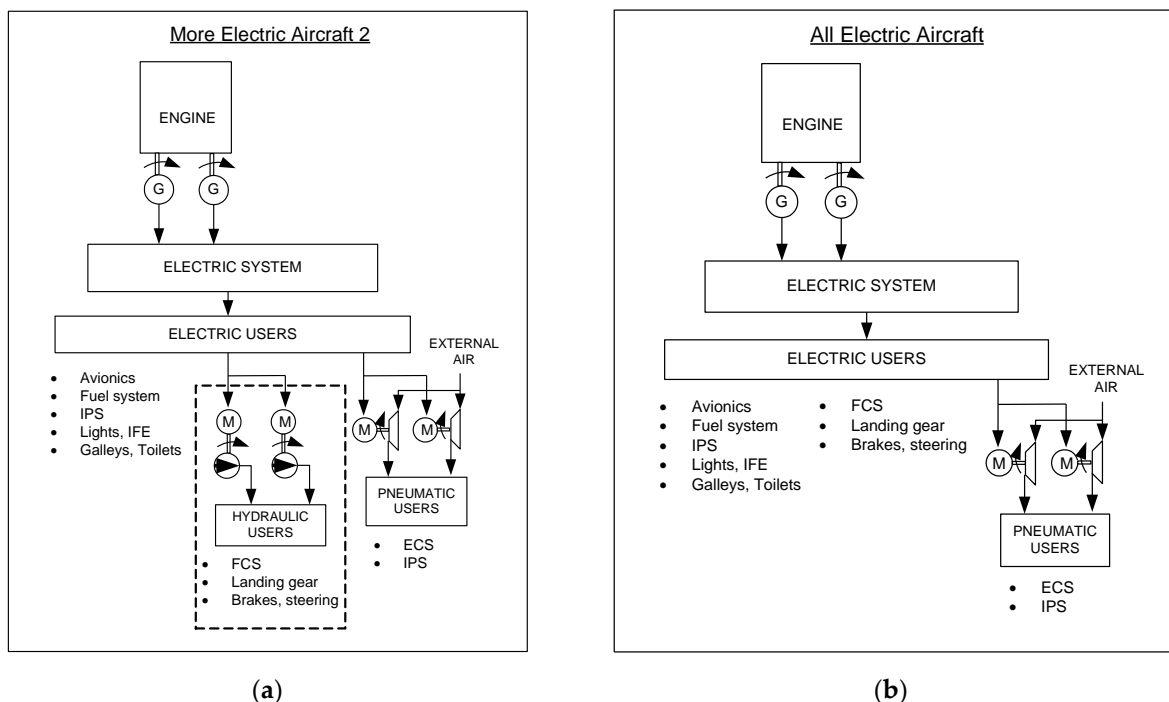 More Electric Aircraft 2
ENGINE
G
G
ELECTRIC SYSTEM
ELECTRIC USERS
EXTERNAL
AIR
• Avionics
• Fuel system
• IPS
• Lights, IFE
• Galleys, Toilets
M
M
M
M
HYDRAULIC
USERS
• FCS
• Landing gear
• Brakes, steering
PNEUMATIC
USERS
• ECS
• IPS
(a)
All Electric Aircraft
ENGINE
G
G
ELECTRIC SYSTEM
ELECTRIC USERS
EXTERNAL
AIR
• Avionics
• Fuel system
• IPS
• Lights, IFE
• Galleys, Toilets
• FCS
• Landing gear
• Brakes, steering
M
M
PNEUMATIC
USERS
• ECS
• IPS
(b)